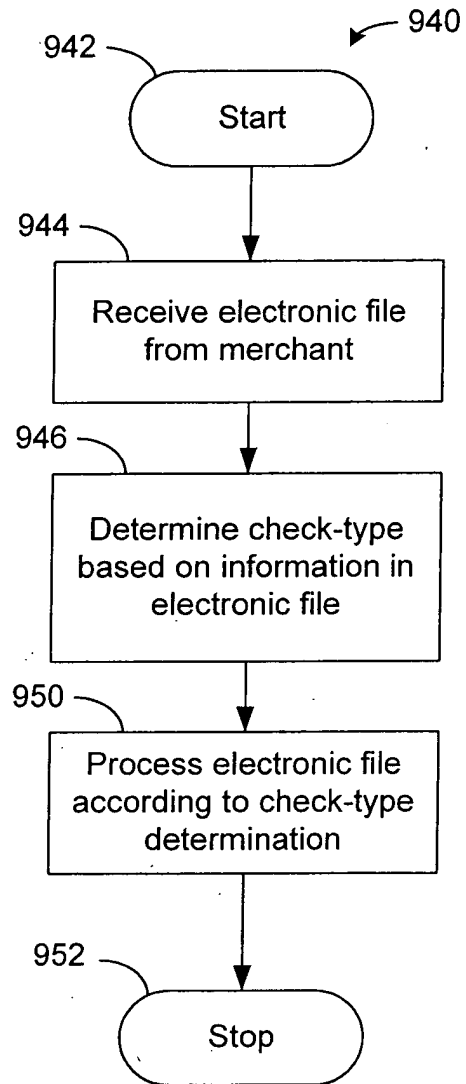 940
942
Start
944
Receive electronic file
from merchant
946
Determine check-type
based on information in
electronic file
950
Process electronic file
according to check-type
determination
952
Stop